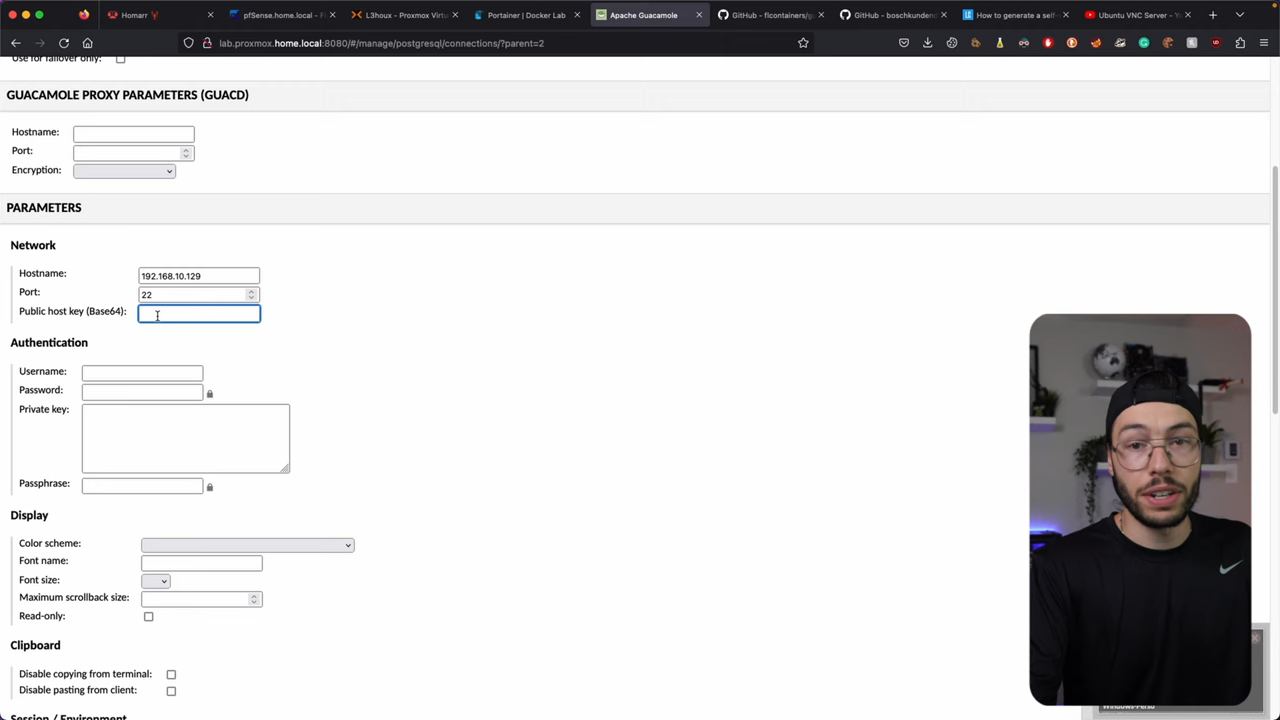 Homarr
pfSense.home.local - F
L3houx - Proxmox Virtu
Portainer | Docker Lab
Apache Guacamole
GitHub - flcontainers/g
GitHub - boschkunden
How to generate a self-
Ubuntu VNC Server - Yo
lab.proxmox.home.local:8080/#/manage/postgresql/connections/?parent=2
Use for failover only:
GUACAMOLE PROXY PARAMETERS (GUACD)
Hostname:
Port:
Encryption:
PARAMETERS
Network
Hostname: 192.168.10.129
Port: 22
Public host key (Base64):
Authentication
Username:
Password:
Private key:
Passphrase:
Display
Color scheme:
Font name:
Font size:
Maximum scrollback size:
Read-only:
Clipboard
Disable copying from terminal:
Disable pasting from client:
Session / Environment
Windows-Perso